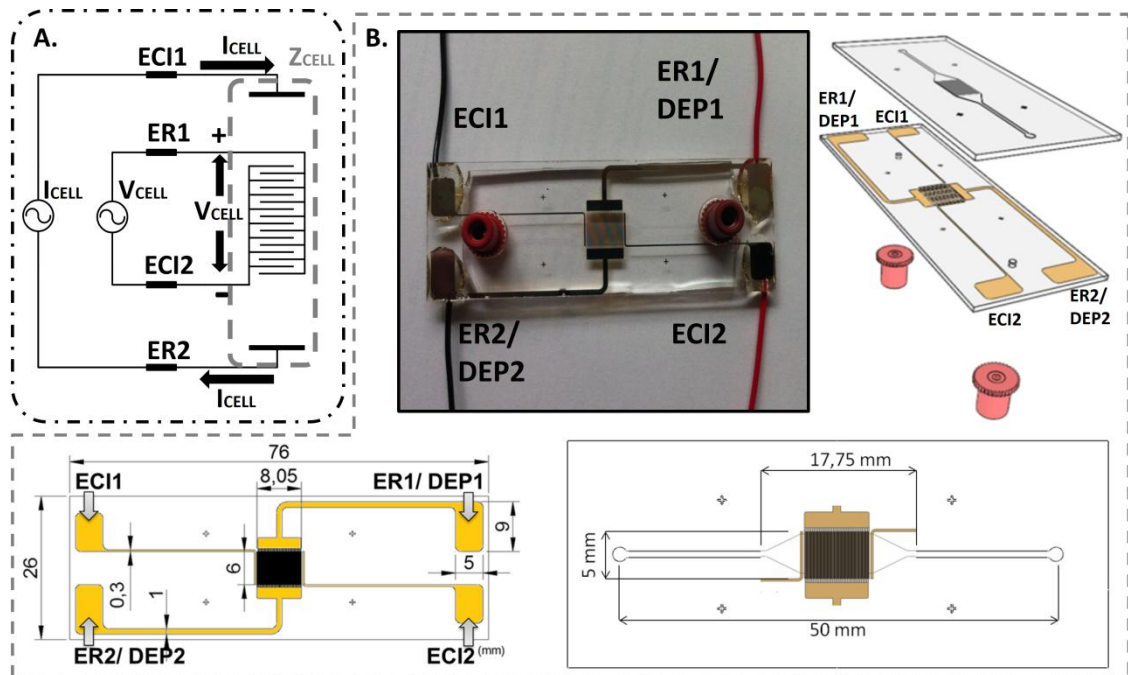 A.
ECI1
ICELL
ZCELL
ER1
+
ICELL
VCELL
VCELL
ECI2
-
ER2
ICELL
B.
ECI1
ER1/
DEP1
ER2/
DEP2
ECI2
ER1/
DEP1
ECI1
ECI2
ER2/
DEP2
76
ECI1
8,05
ER1/ DEP1
26
0,3
1
6
9
5
ER2/ DEP2
ECI2 (mm)
17,75 mm
5 mm
50 mm